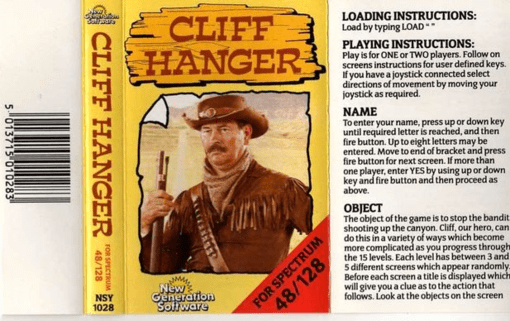 5 013715 010283
New
Generation
Software
CLIFF HANGER
FOR SPECTRUM
48/128
NSY
1028
CLIFF
HANGER
New
Generation
Software
FOR SPECTRUM
48/128
LOADING INSTRUCTIONS:
Load by typing LOAD “ ”
PLAYING INSTRUCTIONS:
Play is for ONE or TWO players. Follow on
screens instructions for user defined keys.
If you have a joystick connected select
directions of movement by moving your
joystick as required.
NAME
To enter your name, press up or down key
until required letter is reached, and then
fire button. Up to eight letters may be
entered. Move to end of bracket and press
fire button for next screen. If more than
one player, enter YES by using up or down
key and fire button and then proceed as
above.
OBJECT
The object of the game is to stop the bandit
shooting up the canyon. Cliff, our hero, can
do this in a variety of ways which become
more complicated as you progress through
the 15 levels. Each level has between 3 and
5 different screens which appear randomly.
Before each screen a title is displayed which
will give you a clue as to the action that
follows. Look at the objects on the screen